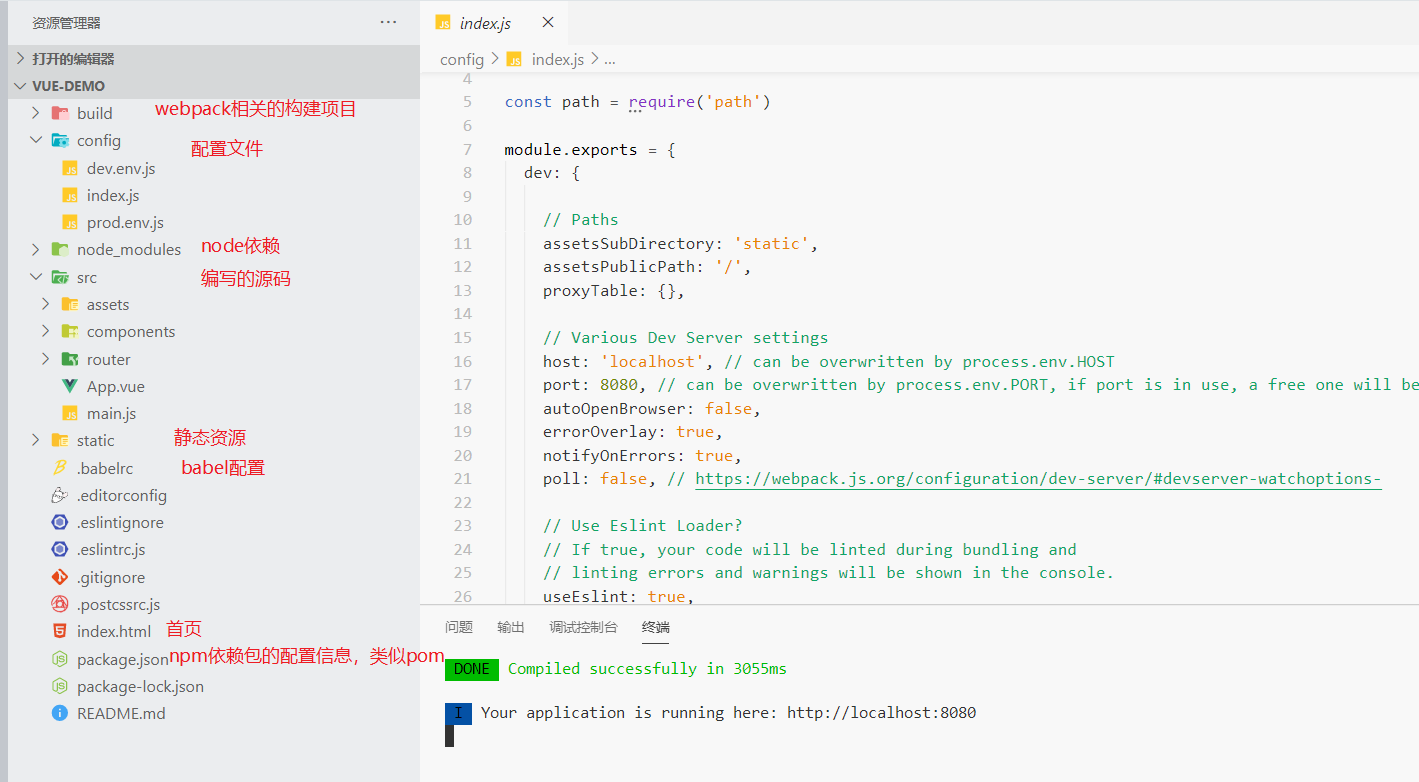 资源管理器 ···
打开的编辑器
VUE-DEMO
build webpack相关的构建项目
config 配置文件
dev.env.js
index.js
prod.env.js
node_modules node依赖
src 编写的源码
assets
components
router
App.vue
main.js
static 静态资源
.babelrc babel配置
.editorconfig
.eslintignore
.eslintrc.js
.gitignore
.postcssrc.js
index.html 首页
package.json npm依赖包的配置信息，类似pom
package-lock.json
README.md
JS index.js ×
config > JS index.js > ...
4
5 const path = require('path')
6
7 module.exports = {
8 dev: {
9
10 // Paths
11 assetsSubDirectory: 'static',
12 assetsPublicPath: '/',
13 proxyTable: {},
14
15 // Various Dev Server settings
16 host: 'localhost', // can be overwritten by process.env.HOST
17 port: 8080, // can be overwritten by process.env.PORT, if port is in use, a free one will be
18 autoOpenBrowser: false,
19 errorOverlay: true,
20 notifyOnErrors: true,
21 poll: false, // https://webpack.js.org/configuration/dev-server/#devserver-watchoptions-
22
23 // Use Eslint Loader?
24 // If true, your code will be linted during bundling and
25 // linting errors and warnings will be shown in the console.
26 useEslint: true,
问题 输出 调试控制台 终端
DONE Compiled successfully in 3055ms
I Your application is running here: http://localhost:8080